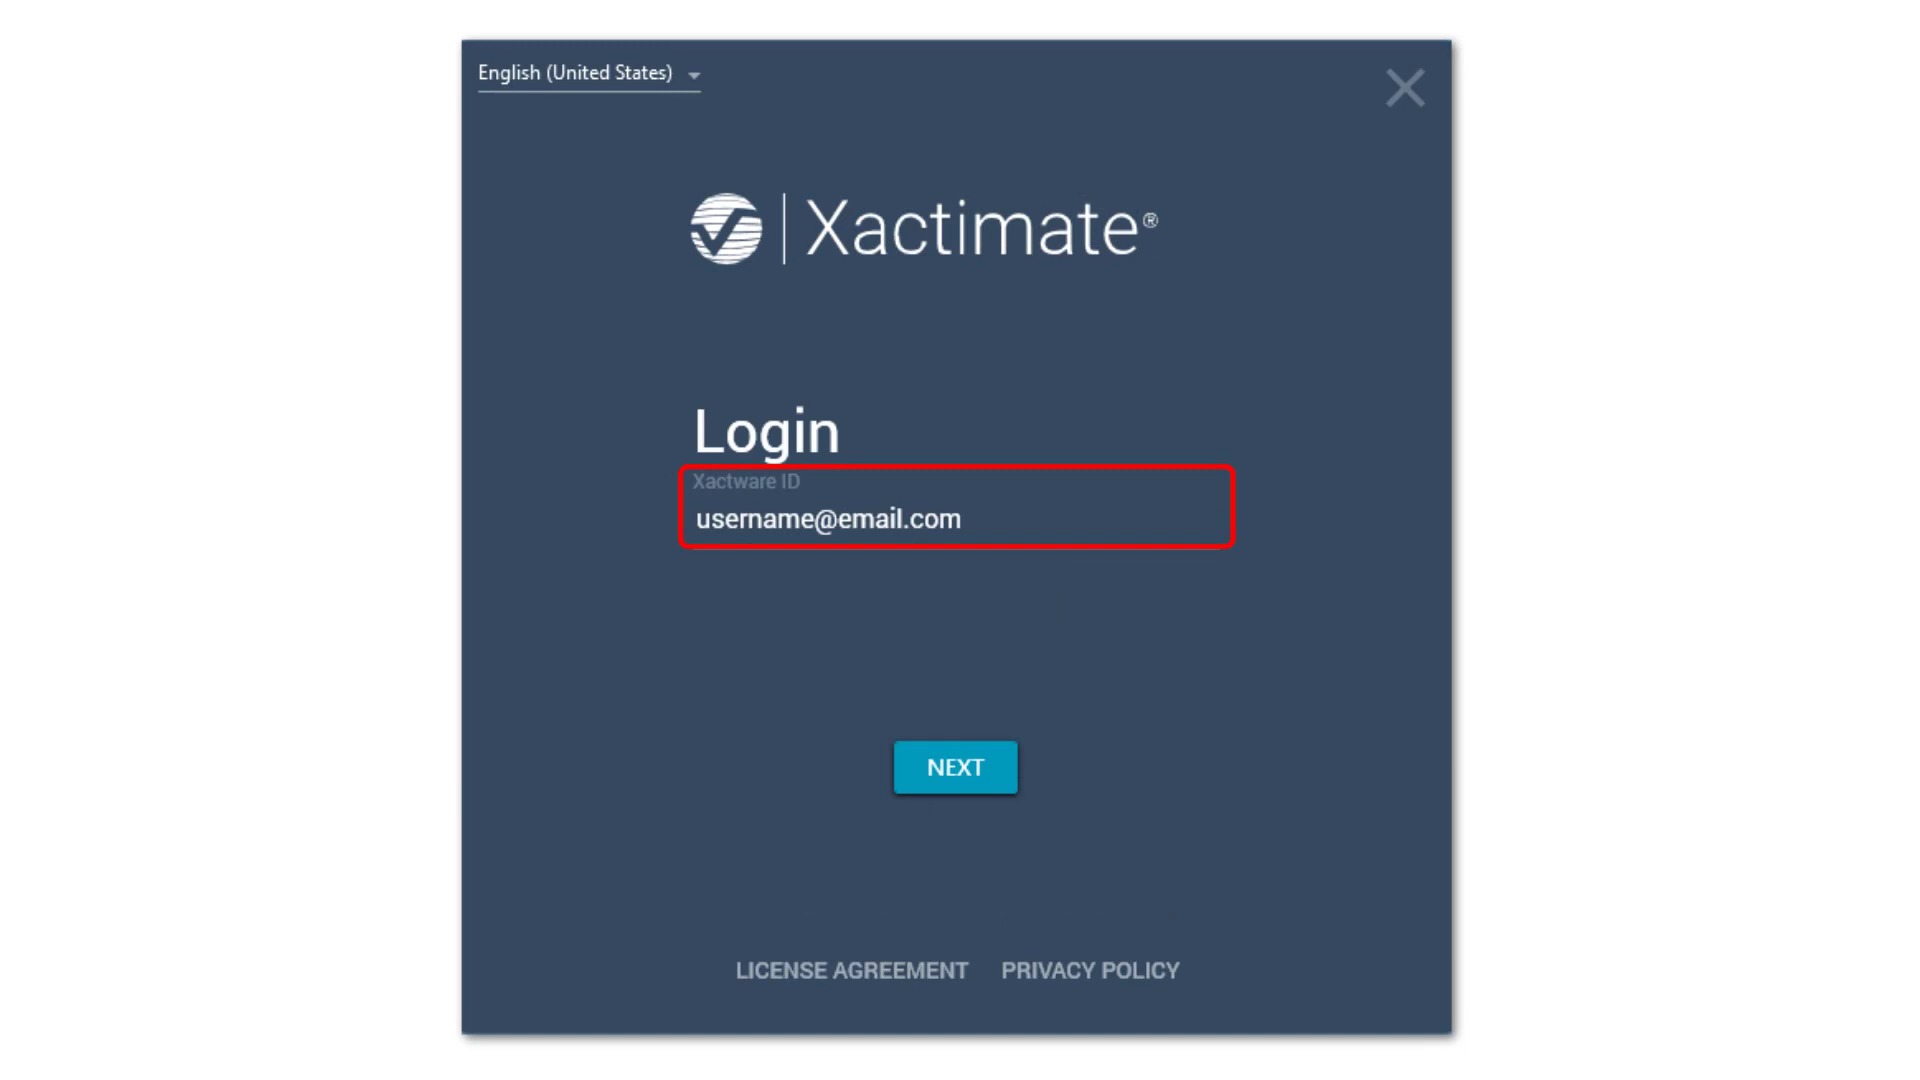 English (United States)
Xactimate®
Login
Xactware ID
username@email.com
NEXT
LICENSE AGREEMENT PRIVACY POLICY